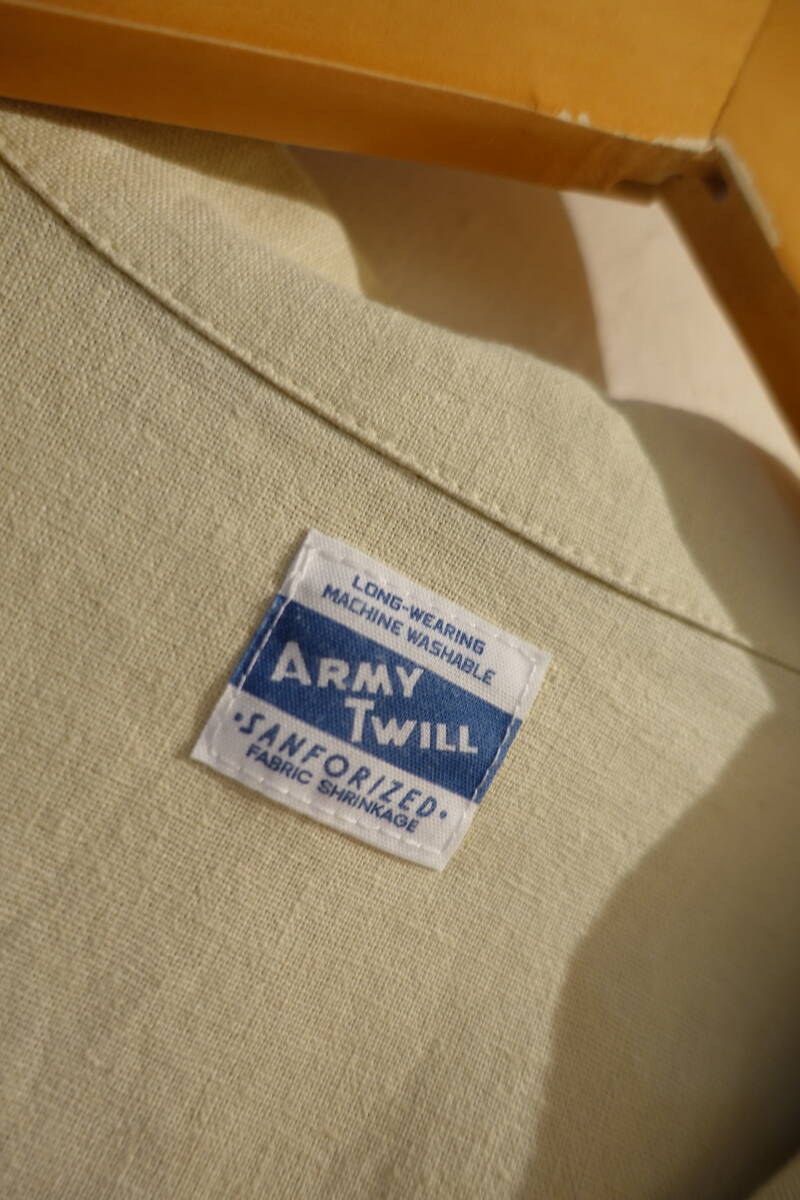 LONG-WEARING
MACHINE WASHABLE
ARMY
TWILL
·SANFORIZED·
FABRIC SHRINKAGE